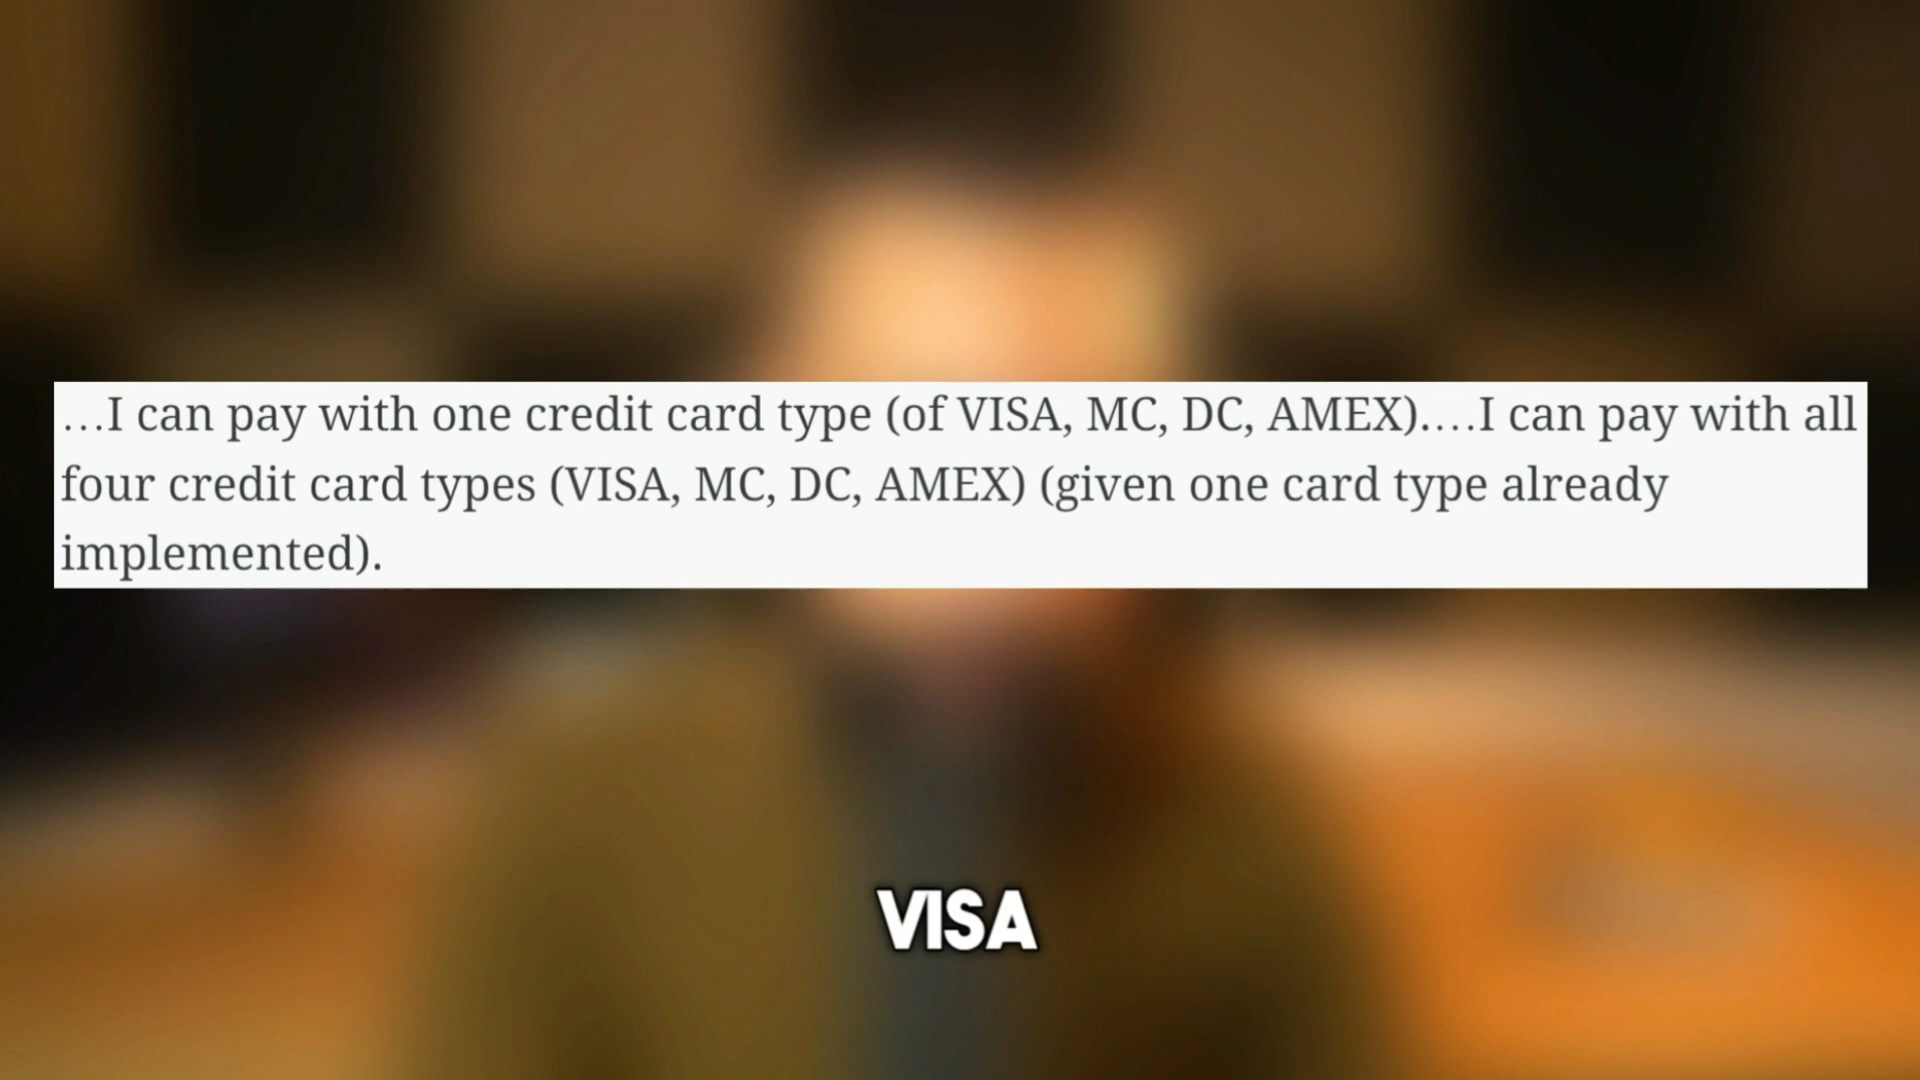 …I can pay with one credit card type (of VISA, MC, DC, AMEX).…I can pay with all
four credit card types (VISA, MC, DC, AMEX) (given one card type already
implemented).
VISA